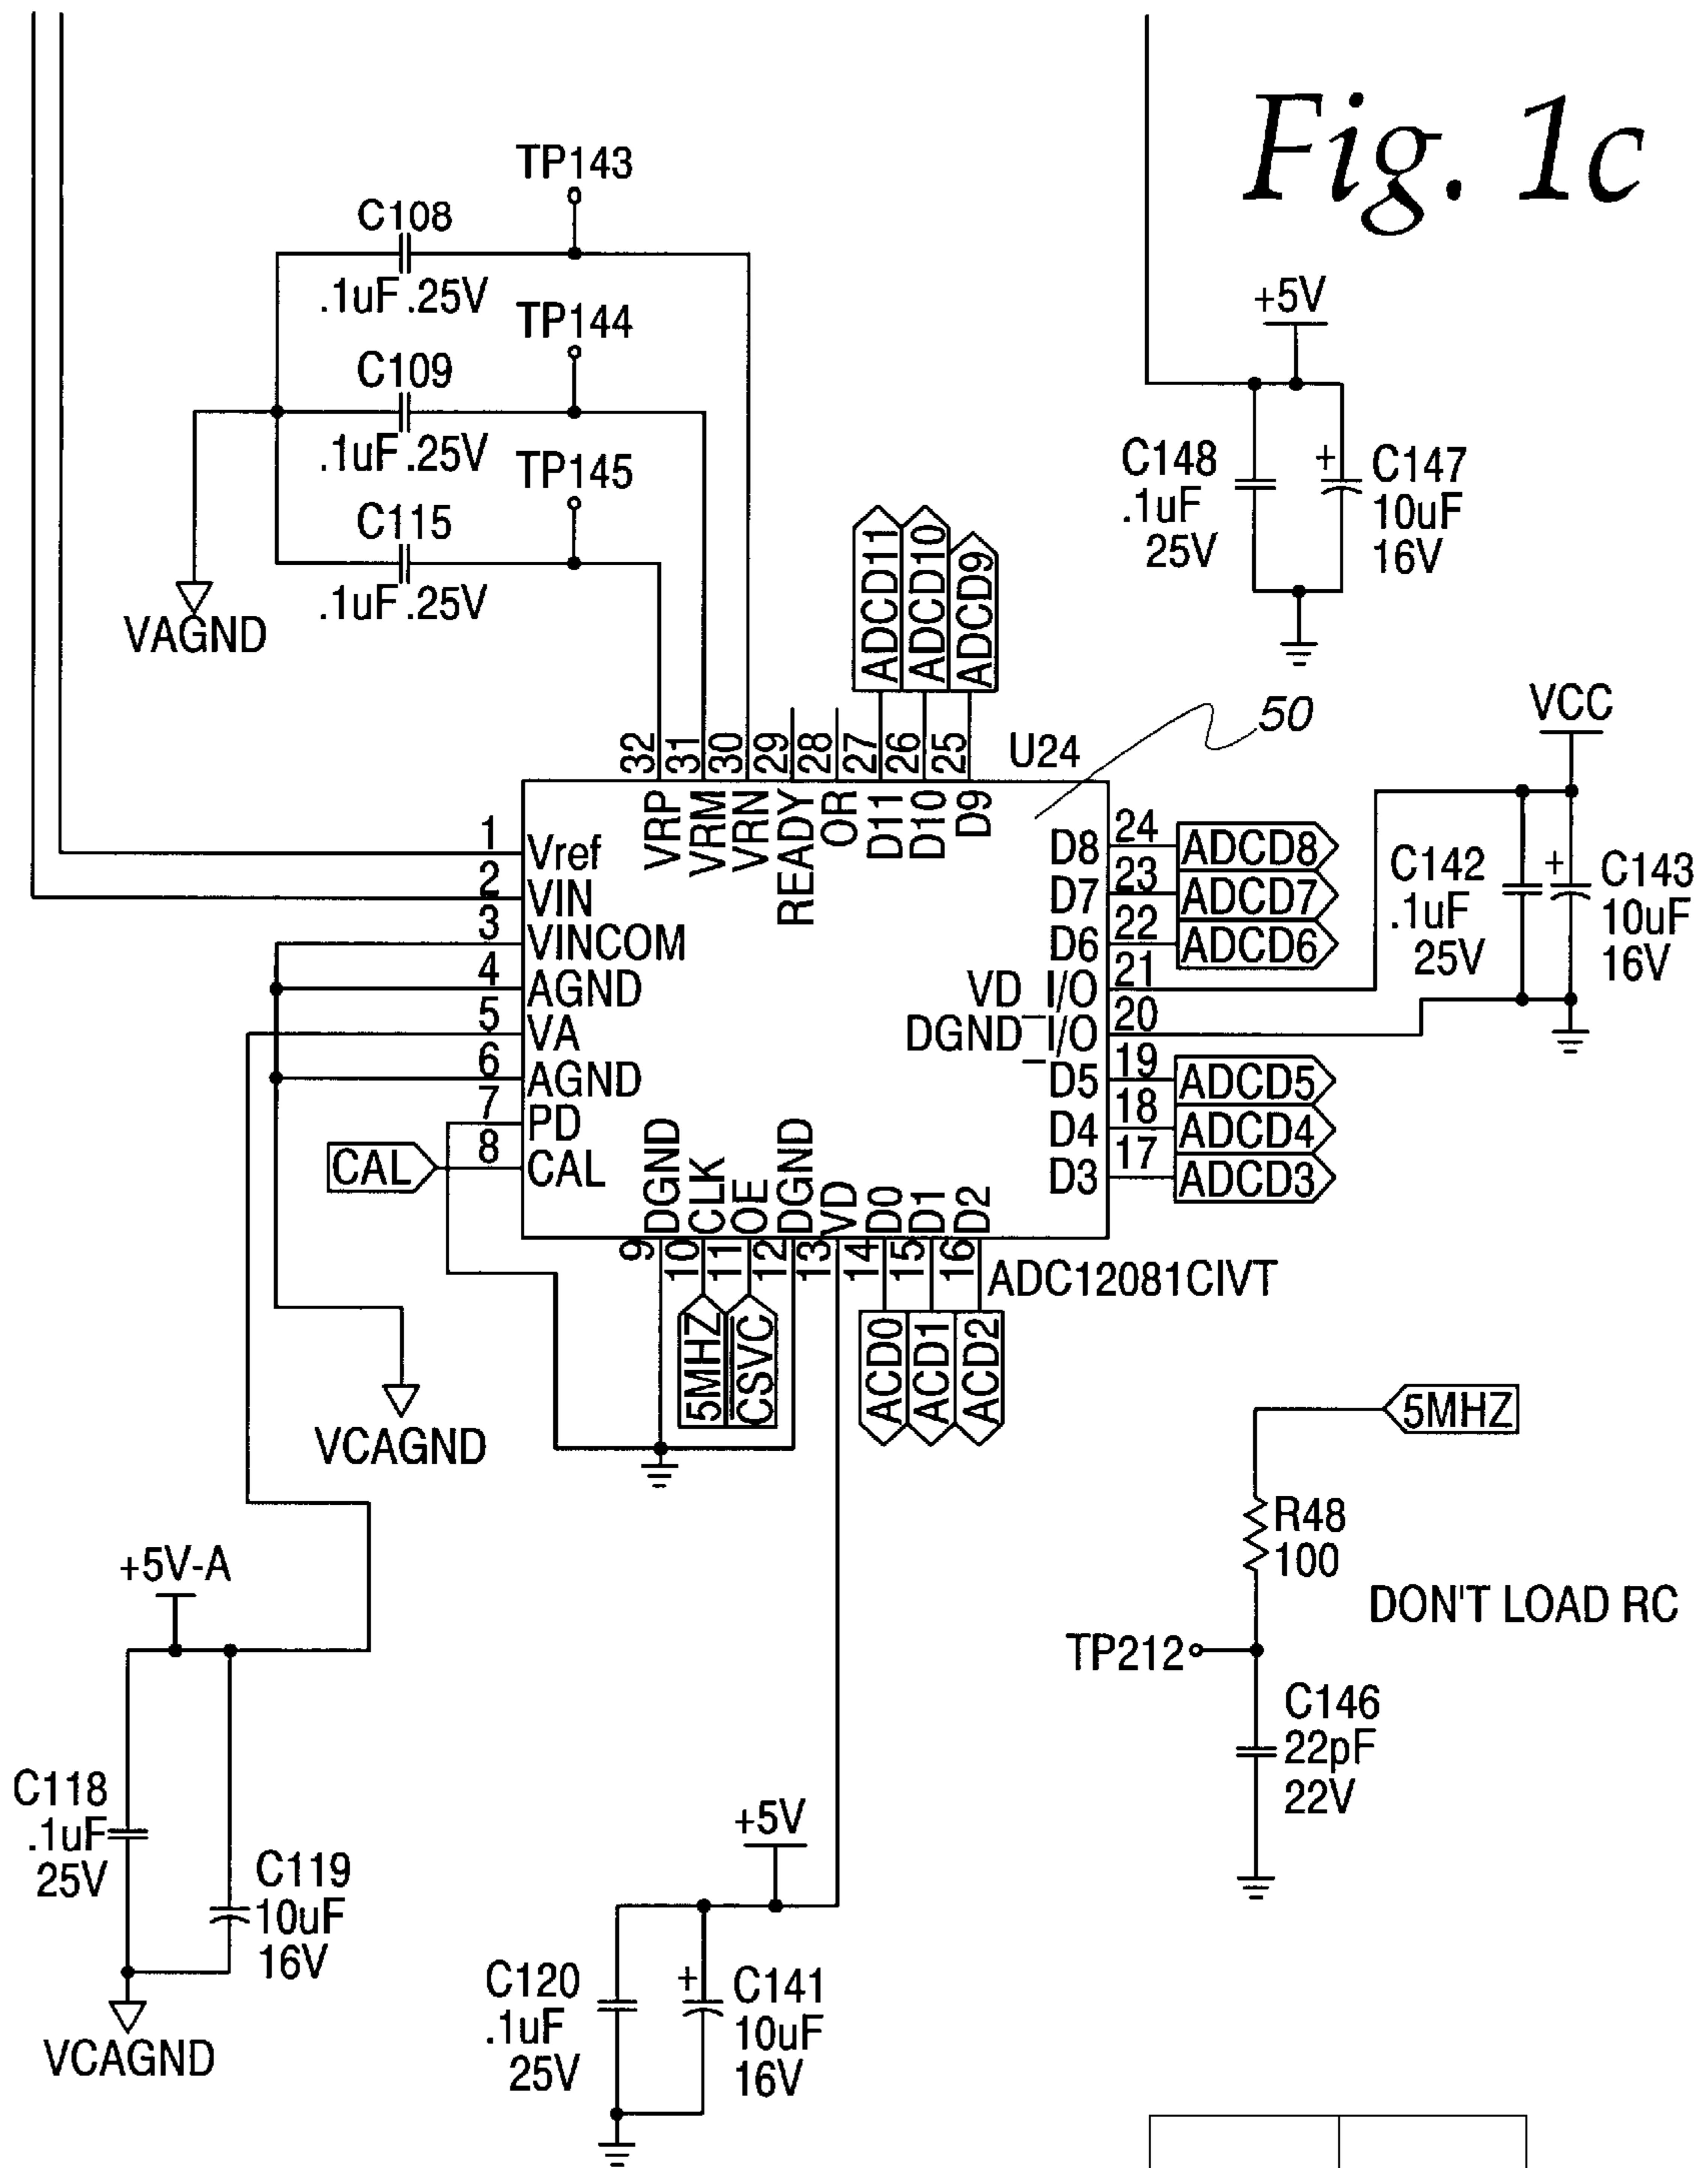 Fig. 1c
TP143
C108
.1uF .25V
TP144
C109
.1uF .25V
TP145
C115
.1uF .25V
VAGND
+5V
C148
.1uF
25V
+
C147
10uF
16V
ADCD11
ADCD10
ADCD9
50
U24
VCC
32
31
30
29
28
27
26
25
VRP
VRM
VRN
READY
OR
D11
D10
D9
1
Vref
2
VIN
3
VINCOM
4
AGND
5
VA
6
AGND
7
PD
8
CAL
CAL
D8
24
ADCD8
D7
23
ADCD7
D6
22
ADCD6
VD_I/O
21
DGND_I/O
20
D5
19
ADCD5
D4
18
ADCD4
D3
17
ADCD3
C142
.1uF
25V
+
C143
10uF
16V
DGND
CLK
OE
DGND
VD
D0
D1
D2
9
10
11
12
13
14
15
16
ADC12081CIVT
5MHZ
CSVC
ACD0
ACD1
ACD2
VCAGND
5MHZ
R48
100
DON'T LOAD RC
TP212
C146
22pF
22V
+5V-A
C118
.1uF
25V
C119
10uF
16V
VCAGND
+5V
C120
.1uF
25V
+
C141
10uF
16V